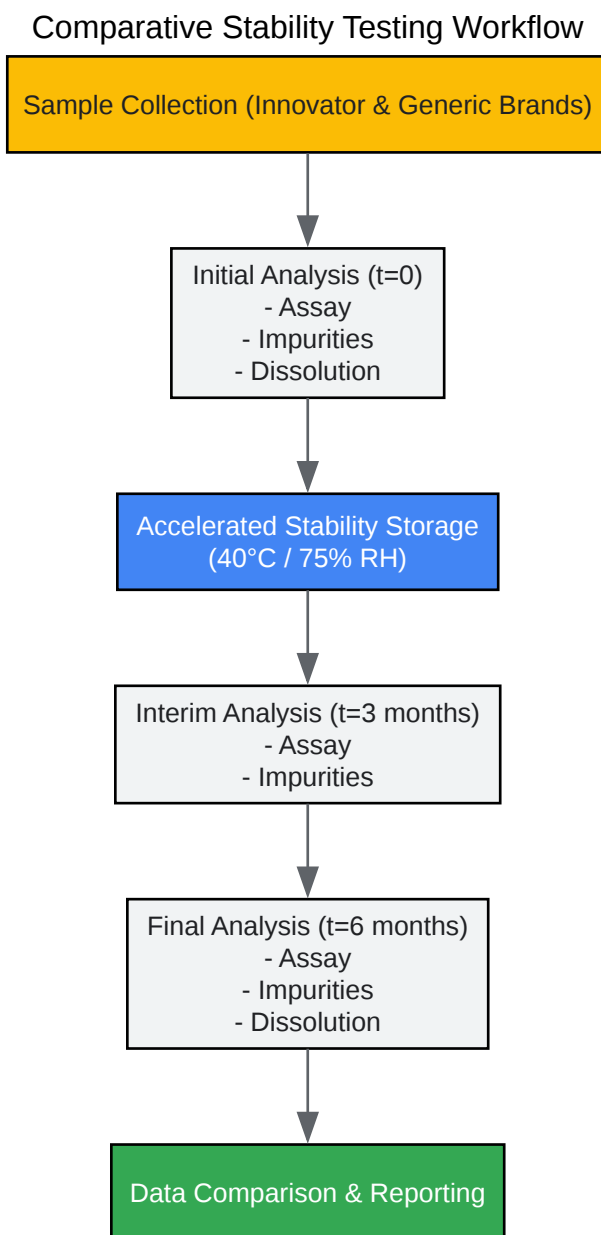 Comparative Stability Testing Workflow
Sample Collection (Innovator & Generic Brands)
Initial Analysis (t=0)
- Assay
- Impurities
- Dissolution
Accelerated Stability Storage
(40°C / 75% RH)
Interim Analysis (t=3 months)
- Assay
- Impurities
Final Analysis (t=6 months)
- Assay
- Impurities
- Dissolution
Data Comparison & Reporting